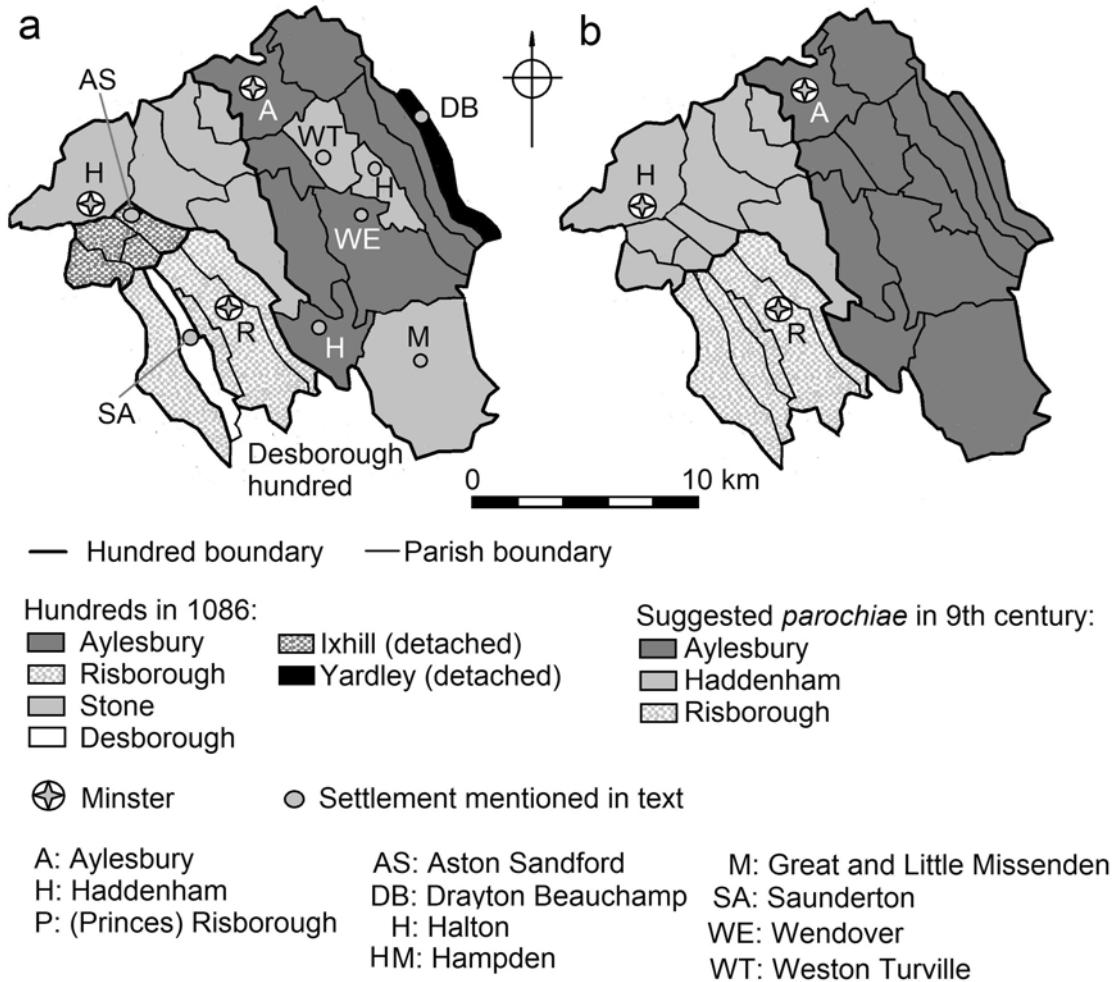 a
b
AS
A
DB
WT
H
H
WE
R
H
M
SA
Desborough
hundred
A
H
R
0 10 km
Hundred boundary Parish boundary
Hundreds in 1086:
Aylesbury
Risborough
Stone
Desborough
Ixhill (detached)
Yardley (detached)
Suggested parochiae in 9th century:
Aylesbury
Haddenham
Risborough
Minster
Settlement mentioned in text
A: Aylesbury
H: Haddenham
P: (Princes) Risborough
AS: Aston Sandford
DB: Drayton Beauchamp
H: Halton
HM: Hampden
M: Great and Little Missenden
SA: Saunderton
WE: Wendover
WT: Weston Turville